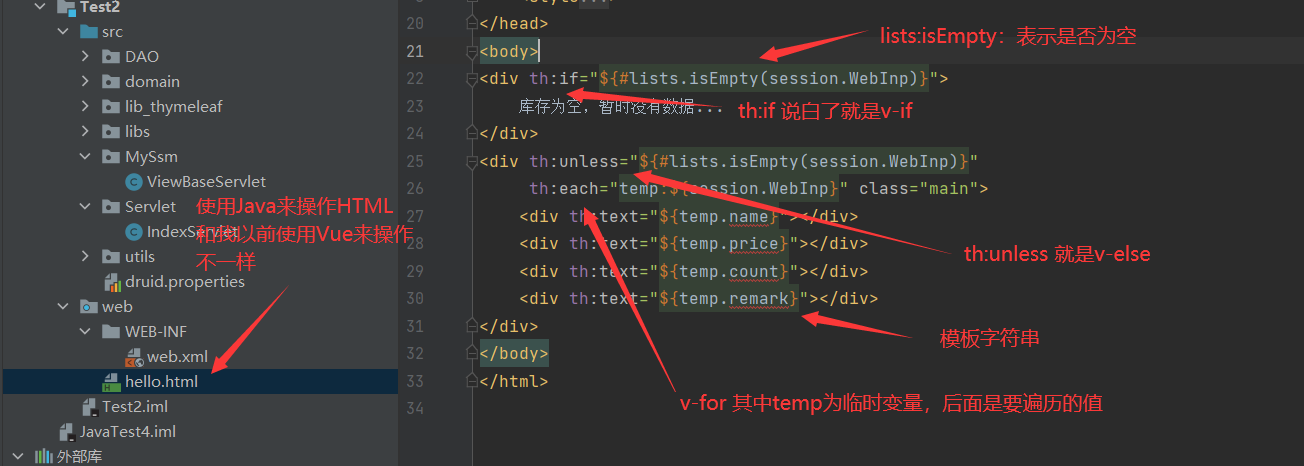 Test2
src
DAO
domain
lib_thymeleaf
libs
MySsm
ViewBaseServlet
Servlet
IndexServlet
utils
druid.properties
web
WEB-INF
web.xml
hello.html
Test2.iml
JavaTest4.iml
外部库
使用Java来操作HTML
和我以前使用Vue来操作
不一样
20 </head>
21 <body>
22 <div th:if="${#lists.isEmpty(session.WebInp)}">
23 库存为空，暂时没有数据...
24 </div>
25 <div th:unless="${#lists.isEmpty(session.WebInp)}"
26 th:each="temp:${session.WebInp}" class="main">
27 <div th:text="${temp.name}"></div>
28 <div th:text="${temp.price}"></div>
29 <div th:text="${temp.count}"></div>
30 <div th:text="${temp.remark}"></div>
31 </div>
32 </body>
33 </html>
34
lists:isEmpty：表示是否为空
th:if 说白了就是v-if
th:unless 就是v-else
模板字符串
v-for 其中temp为临时变量，后面是要遍历的值